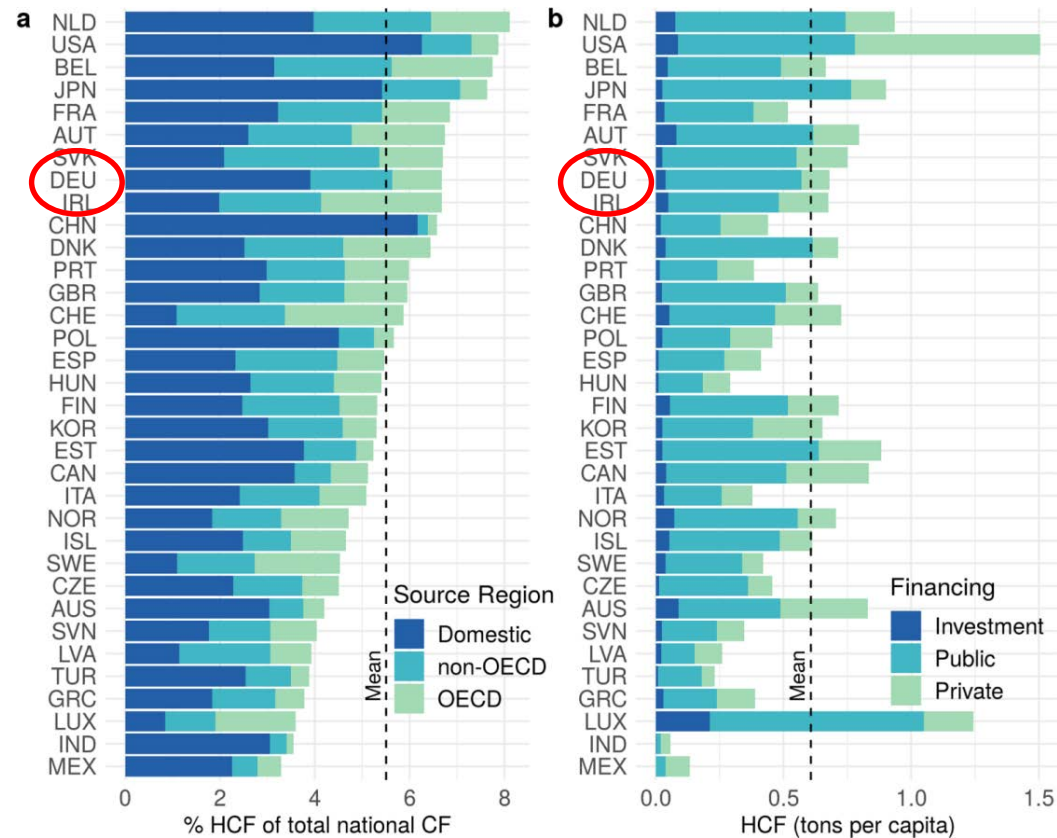 a
NLD
USA
BEL
JPN
FRA
AUT
SVK
DEU
IRL
CHN
DNK
PRT
GBR
CHE
POL
ESP
HUN
FIN
KOR
EST
CAN
ITA
NOR
ISL
SWE
CZE
AUS
SVN
LVA
TUR
GRC
LUX
IND
MEX
Mean
Source Region
Domestic
non-OECD
OECD
0 2 4 6 8
% HCF of total national CF
b
NLD
USA
BEL
JPN
FRA
AUT
SVK
DEU
IRL
CHN
DNK
PRT
GBR
CHE
POL
ESP
HUN
FIN
KOR
EST
CAN
ITA
NOR
ISL
SWE
CZE
AUS
SVN
LVA
TUR
GRC
LUX
IND
MEX
Mean
Financing
Investment
Public
Private
0.0 0.5 1.0 1.5
HCF (tons per capita)